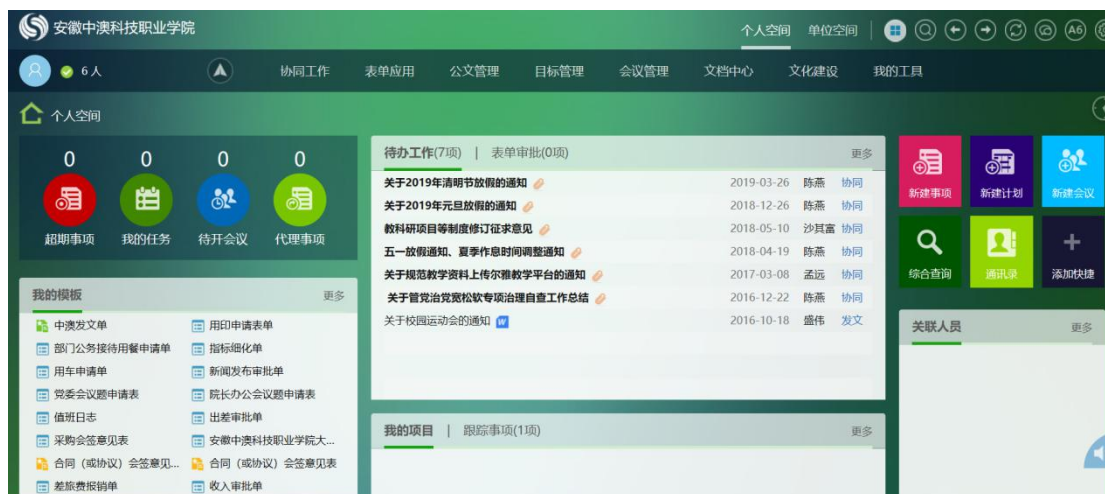 安徽中澳科技职业学院
个人空间 单位空间 A6
6人 协同工作 表单应用 公文管理 目标管理 会议管理 文档中心 文化建设 我的工具
个人空间
0 0 0 0
超期事项 我的任务 待开会议 代理事项
我的模板 更多
中澳发文单 用印申请表单
部门公务接待用餐申请单 指标细化单
用车申请单 新闻发布审批单
党委会议题申请表 院长办公会议题申请表
值班日志 出差审批单
采购会签意见表 安徽中澳科技职业学院大...
合同（或协议）会签意见... 合同（或协议）会签意见表
差旅费报销单 收入审批单
待办工作(7项) | 表单审批(0项) 更多
关于2019年清明节放假的通知 2019-03-26 陈燕 协同
关于2019年元旦放假的通知 2018-12-26 陈燕 协同
教科研项目等制度修订征求意见 2018-05-10 沙其富 协同
五一放假通知、夏季作息时间调整通知 2018-04-19 陈燕 协同
关于规范教学资料上传尔雅教学平台的通知 2017-03-08 孟远 协同
关于管党治党宽松软专项治理自查工作总结 2016-12-22 陈燕 协同
关于校园运动会的通知 W 2016-10-18 盛伟 发文
我的项目 | 跟踪事项(1项) 更多
新建事项 新建计划 新建会议
综合查询 通讯录 添加快捷
关联人员 更多